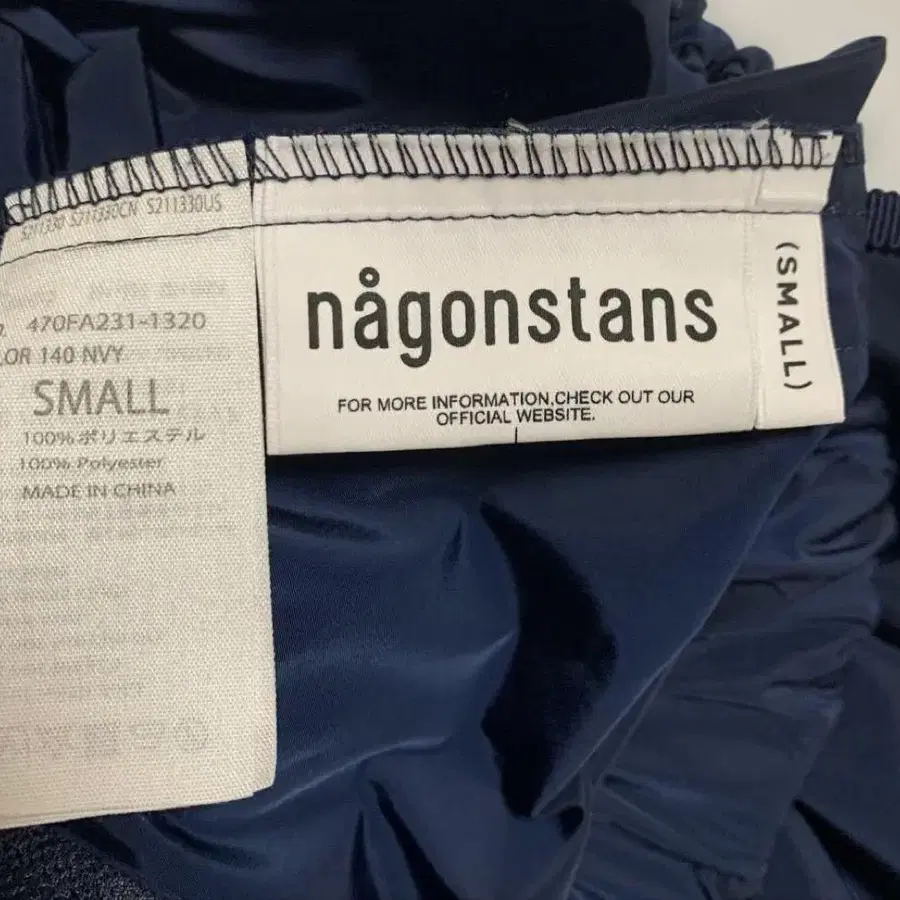 S211330 S211330CN S211330US
470FA231-1320
OR 140 NVY
SMALL
100%ポリエステル
100% Polyester
MADE IN CHINA
någonstans
FOR MORE INFORMATION,CHECK OUT OUR
OFFICIAL WEBSITE.
(SMALL)